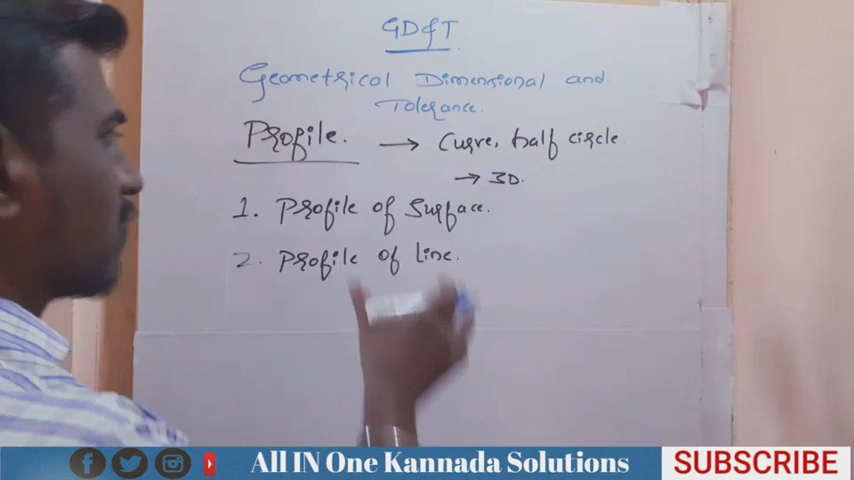 GD&T
Geometrical Dimensional and
Tolerance.
Profile. → Curve, half circle
→ 3D.
1. Profile of Surface.
2. Profile of line.
All IN One Kannada Solutions
SUBSCRIBE